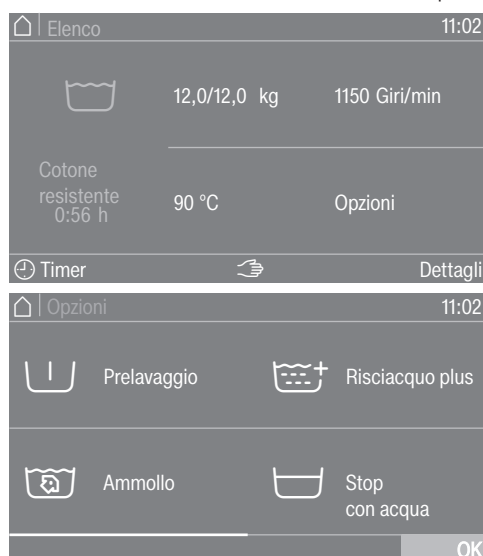 Elenco 11:02
12,0/12,0 kg 1150 Giri/min
Cotone
resistente
0:56 h
90 °C Opzioni
Timer Dettagli
Opzioni 11:02
Prelavaggio Risciacquo plus
Ammollo Stop
con acqua
OK